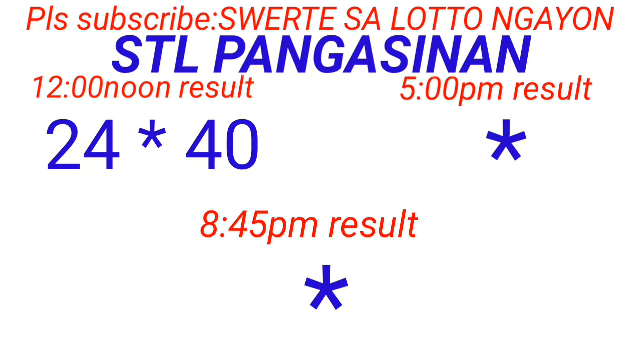 Pls subscribe:SWERTE SA LOTTO NGAYON
STL PANGASINAN
12:00noon result
5:00pm result
24 * 40
*
8:45pm result
*